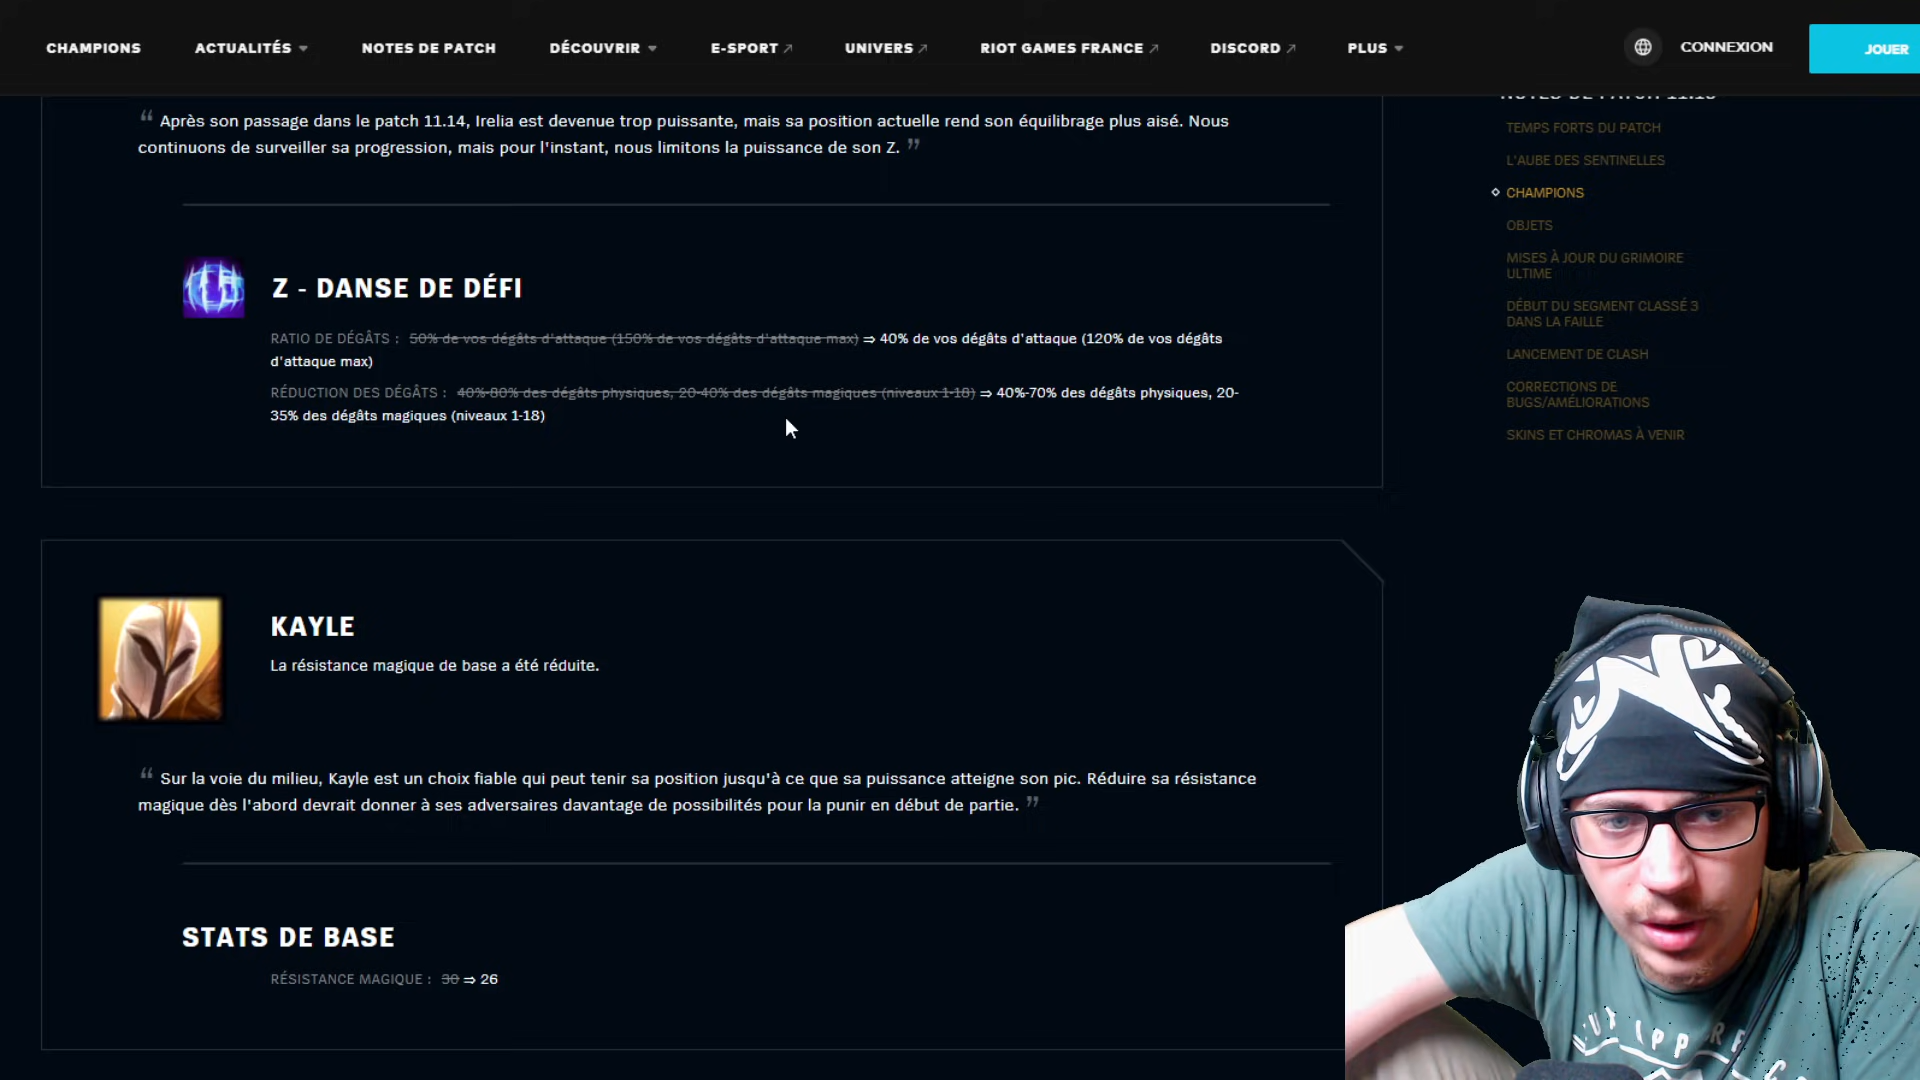 CHAMPIONS ACTUALITÉS NOTES DE PATCH DÉCOUVRIR E-SPORT UNIVERS RIOT GAMES FRANCE DISCORD PLUS CONNEXION JOUER
“ Après son passage dans le patch 11.14, Irelia est devenue trop puissante, mais sa position actuelle rend son équilibrage plus aisé. Nous
continuons de surveiller sa progression, mais pour l'instant, nous limitons la puissance de son Z. ”
Z - DANSE DE DÉFI
RATIO DE DÉGÂTS : 50% de vos dégâts d'attaque (150% de vos dégâts d'attaque max) ⇒ 40% de vos dégâts d'attaque (120% de vos dégâts
d'attaque max)
RÉDUCTION DES DÉGÂTS : 40%-80% des dégâts physiques, 20-40% des dégâts magiques (niveaux 1-18) ⇒ 40%-70% des dégâts physiques, 20-
35% des dégâts magiques (niveaux 1-18)
KAYLE
La résistance magique de base a été réduite.
“ Sur la voie du milieu, Kayle est un choix fiable qui peut tenir sa position jusqu'à ce que sa puissance atteigne son pic. Réduire sa résistance
magique dès l'abord devrait donner à ses adversaires davantage de possibilités pour la punir en début de partie. ”
STATS DE BASE
RÉSISTANCE MAGIQUE : 30 ⇒ 26
TEMPS FORTS DU PATCH
L'AUBE DES SENTINELLES
CHAMPIONS
OBJETS
MISES À JOUR DU GRIMOIRE
ULTIME
DÉBUT DU SEGMENT CLASSÉ 3
DANS LA FAILLE
LANCEMENT DE CLASH
CORRECTIONS DE
BUGS/AMÉLIORATIONS
SKINS ET CHROMAS À VENIR